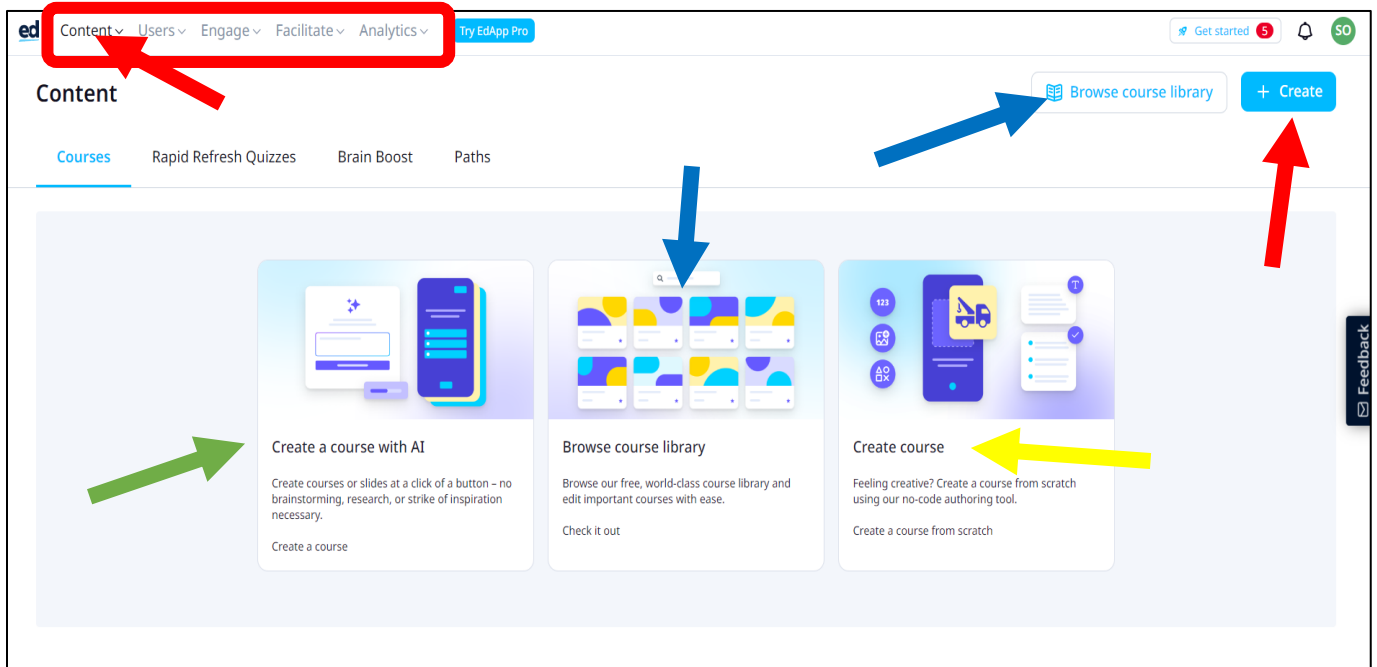 ed Content Users Engage Facilitate Analytics Try EdApp Pro Get started 5 SO
Content Browse course library + Create
Courses Rapid Refresh Quizzes Brain Boost Paths
123
T
Feedback
Create a course with AI
Create courses or slides at a click of a button – no
brainstorming, research, or strike of inspiration
necessary.
Create a course
Browse course library
Browse our free, world-class course library and
edit important courses with ease.
Check it out
Create course
Feeling creative? Create a course from scratch
using our no-code authoring tool.
Create a course from scratch